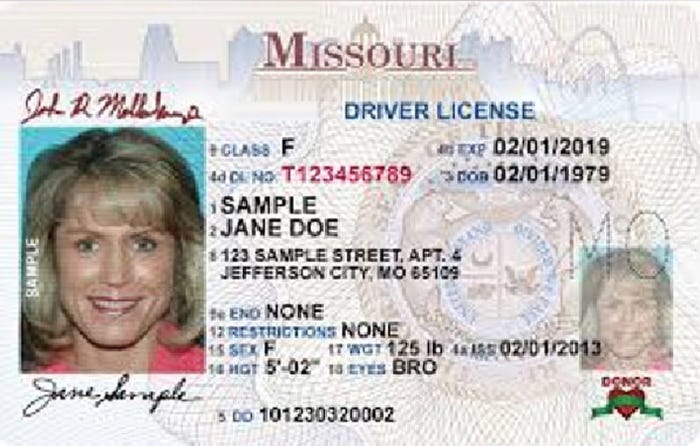 MISSOURI
DRIVER LICENSE
9 CLASS F 4b EXP 02/01/2019
4d DL NO. T123456789 3 DOB 02/01/1979
1 SAMPLE
2 JANE DOE
8 123 SAMPLE STREET, APT. 4
JEFFERSON CITY, MO 65109
9a END NONE
12 RESTRICTIONS NONE
15 SEX F 17 WGT 125 lb 4a ISS 02/01/2013
16 HGT 5'-02" 18 EYES BRO
5 DD 101230320002
SAMPLE
Jane Sample
MO
DONOR